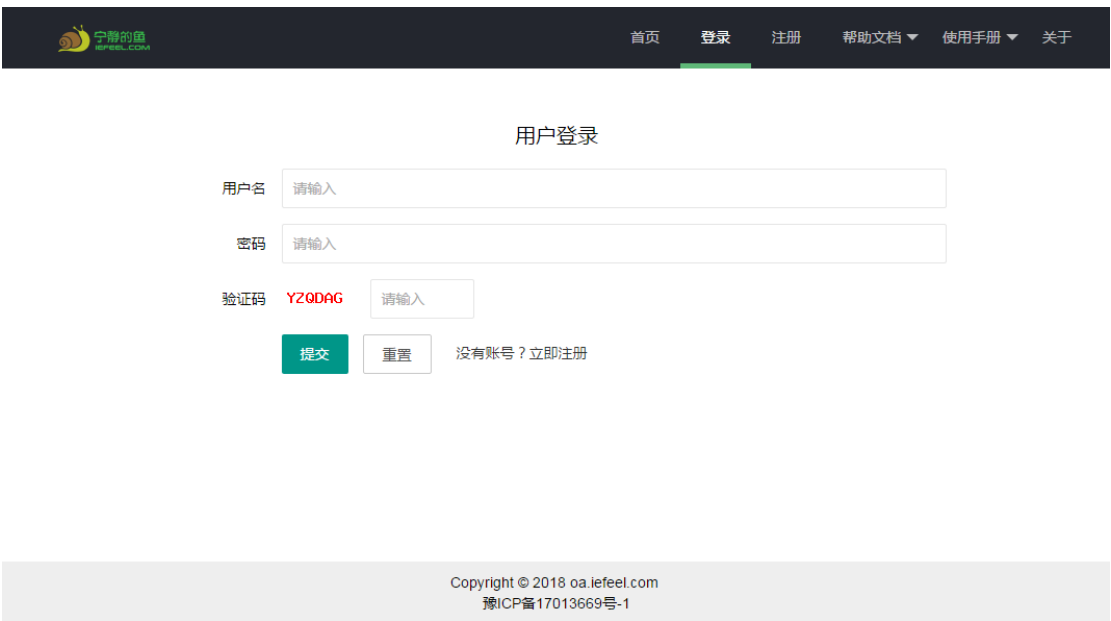 宁静的鱼
IEFEEL.COM
首页 登录 注册 帮助文档 使用手册 关于
用户登录
用户名 请输入
密码 请输入
验证码 YZQDAG 请输入
提交 重置 没有账号？立即注册
Copyright © 2018 oa.iefeel.com
豫ICP备17013669号-1